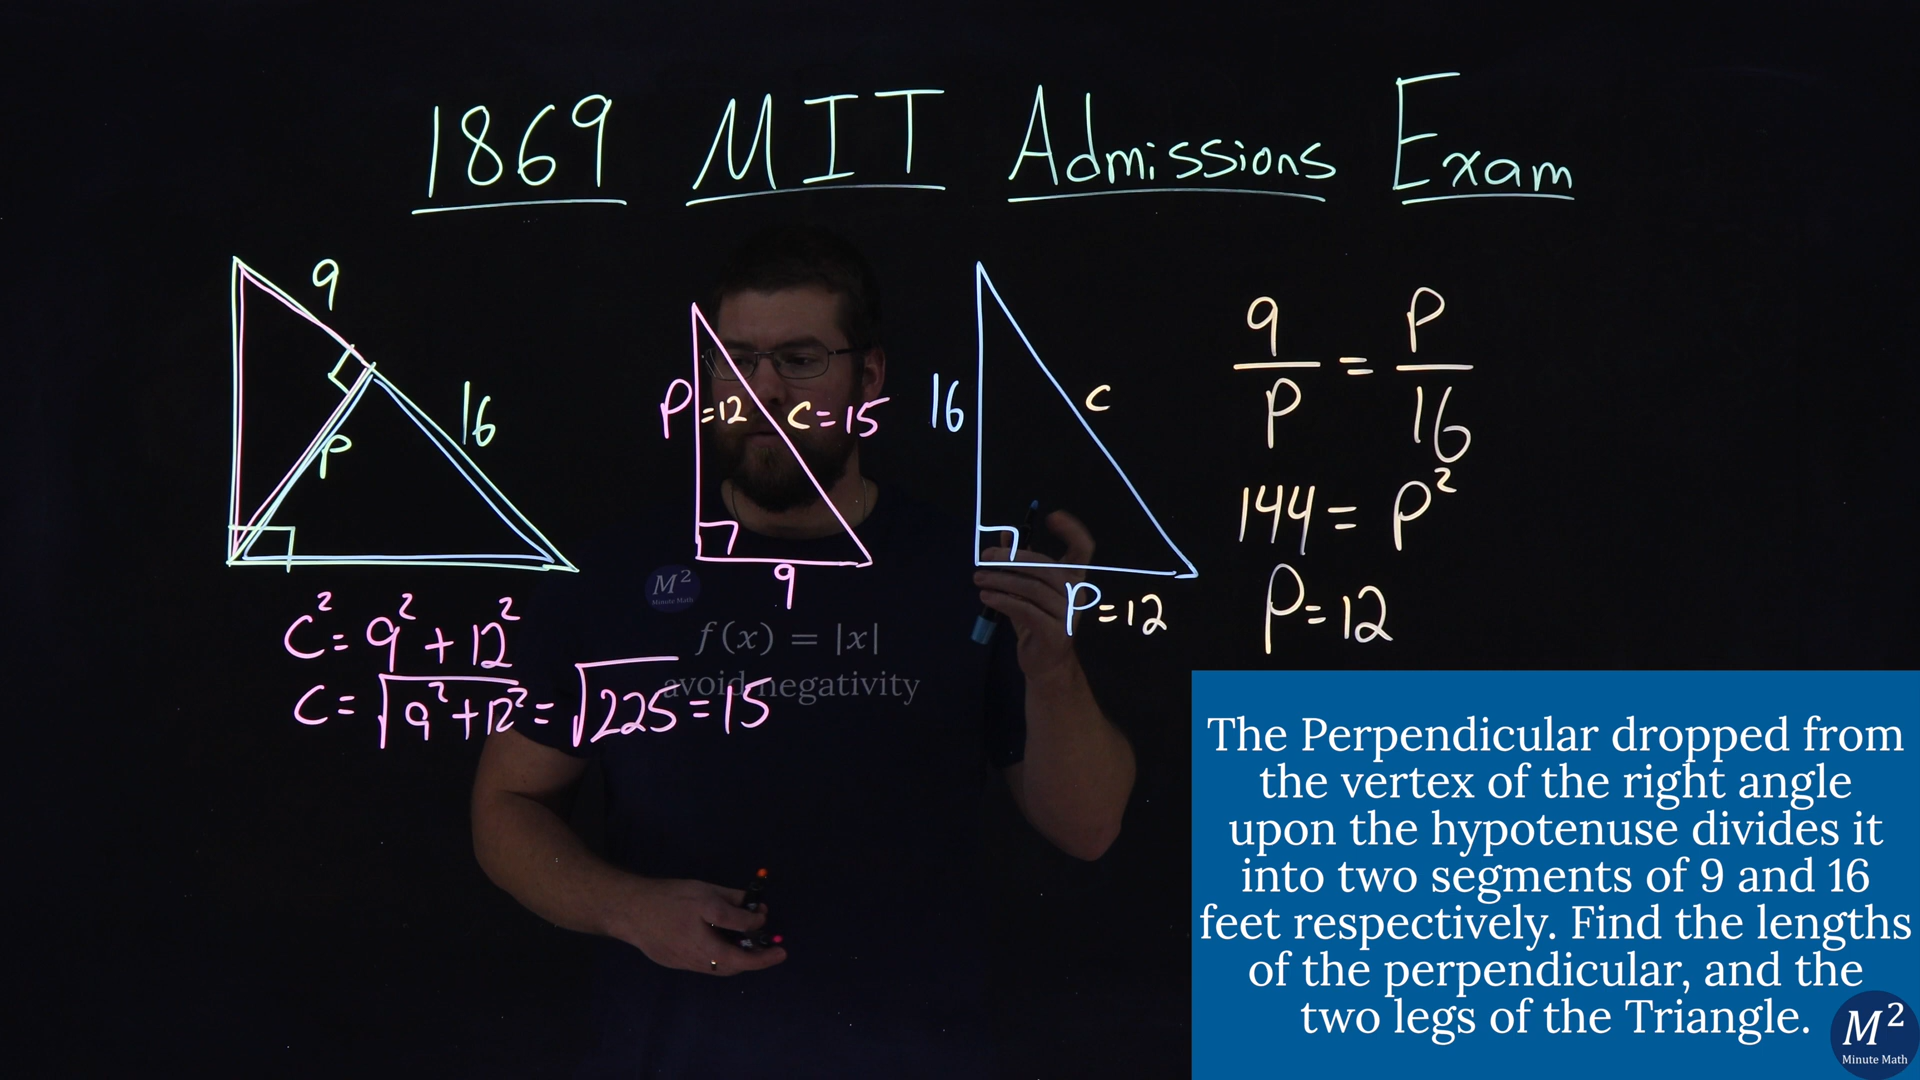 1869 MIT Admissions Exam
9
16
P
P=12
C=15
9
16
C
P=12
9/P = P/16
144 = P²
P=12
C² = 9² + 12²
C = √9²+12² = √225 = 15
M²
Minute Math
f(x) = |x|
avoid negativity
The Perpendicular dropped from
the vertex of the right angle
upon the hypotenuse divides it
into two segments of 9 and 16
feet respectively. Find the lengths
of the perpendicular, and the
two legs of the Triangle.
M²
Minute Math